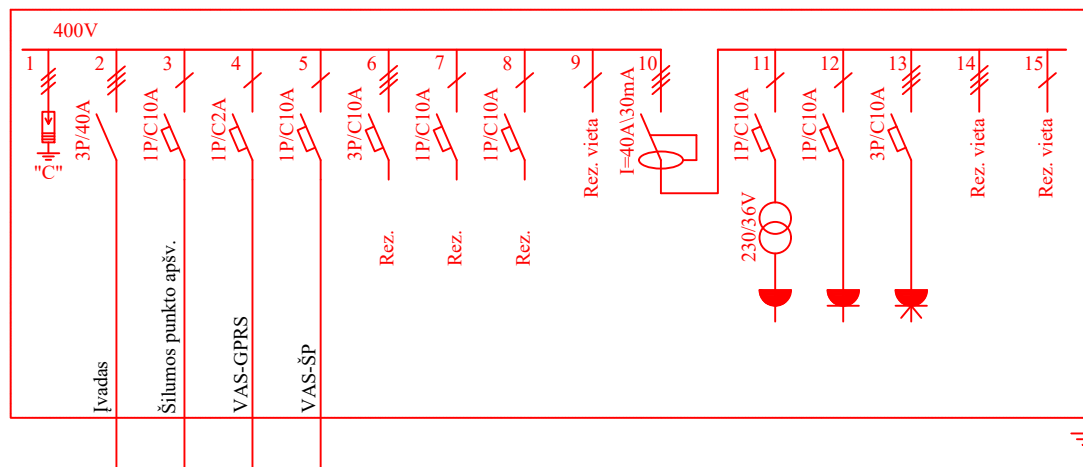 400V
1
2
3
4
5
6
7
8
9
10
11
12
13
14
15
"C"
3P/40A
1P/C10A
1P/C2A
1P/C10A
3P/C10A
1P/C10A
1P/C10A
Rez. vieta
I=40A\30mA
1P/C10A
1P/C10A
3P/C10A
Rez. vieta
Rez. vieta
Rez.
Rez.
Rez.
230/36V
Įvadas
Šilumos punkto apšv.
VAS-GPRS
VAS-ŠP